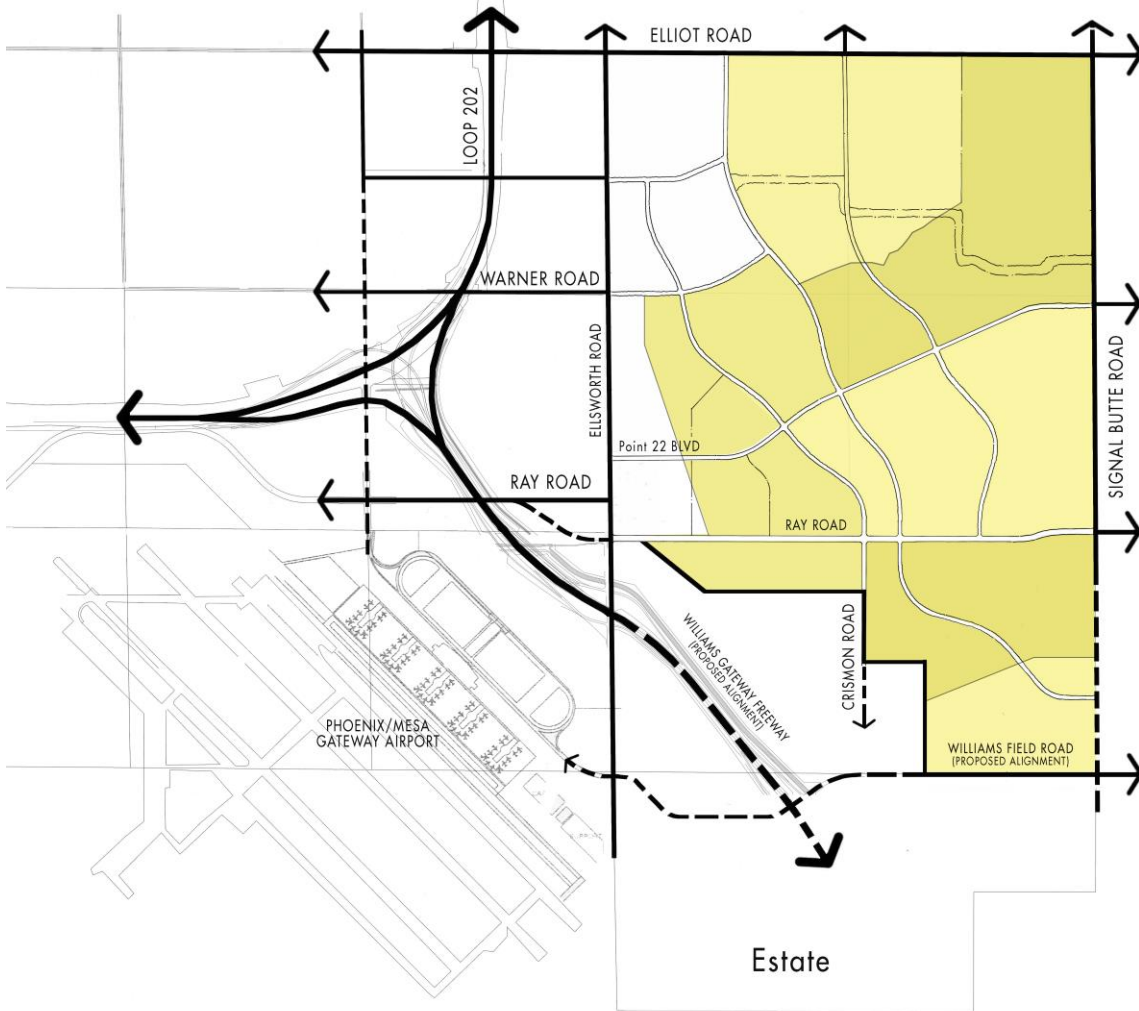 ELLIOT ROAD
LOOP 202
WARNER ROAD
ELLSWORTH ROAD
SIGNAL BUTTE ROAD
Point 22 BLVD
RAY ROAD
RAY ROAD
CRISMON ROAD
WILLIAMS GATEWAY FREEWAY
(PROPOSED ALIGNMENT)
PHOENIX/MESA
GATEWAY AIRPORT
WILLIAMS FIELD ROAD
(PROPOSED ALIGNMENT)
Estate